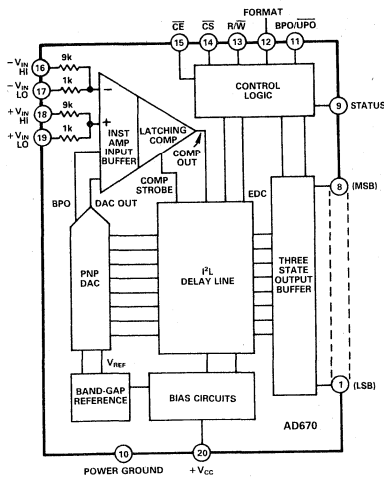 FORMAT
CE CS R/W BPO/UPO
15 14 13 12 11
−VIN HI 16 9k
−VIN LO 17 1k
+VIN HI 18 9k
+VIN LO 19 1k
−
+
INST AMP INPUT BUFFER
LATCHING COMP
CONTROL LOGIC
9 STATUS
COMP OUT
COMP STROBE
EDC
8 (MSB)
BPO
DAC OUT
PNP DAC
I²L DELAY LINE
THREE STATE OUTPUT BUFFER
VREF
BAND-GAP REFERENCE
BIAS CIRCUITS
1 (LSB)
AD670
10 20
POWER GROUND +VCC